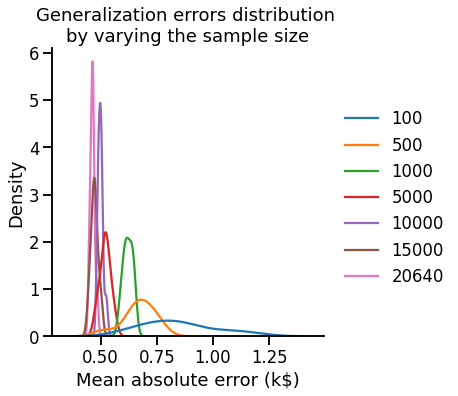 Generalization errors distribution
by varying the sample size
6
5
4
3
2
1
0
Density
0.50 0.75 1.00 1.25
Mean absolute error (k$)
100
500
1000
5000
10000
15000
20640